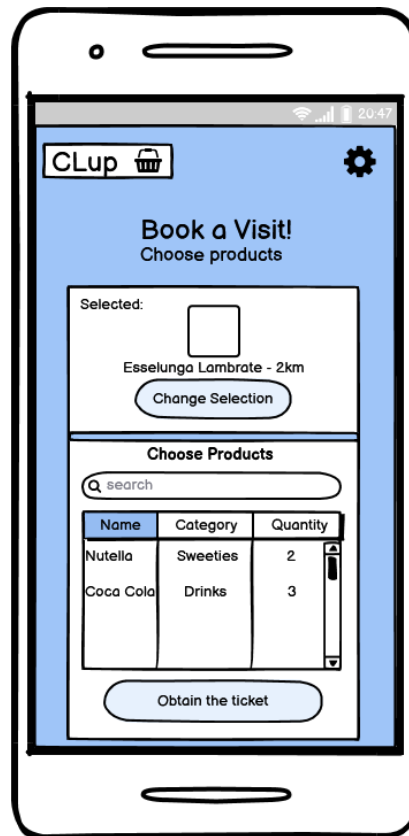 20:47
CLup
Book a Visit!
Choose products
Selected:
Esselunga Lambrate - 2km
Change Selection
Choose Products
search
Name Category Quantity
Nutella Sweeties 2
Coca Cola Drinks 3
Obtain the ticket